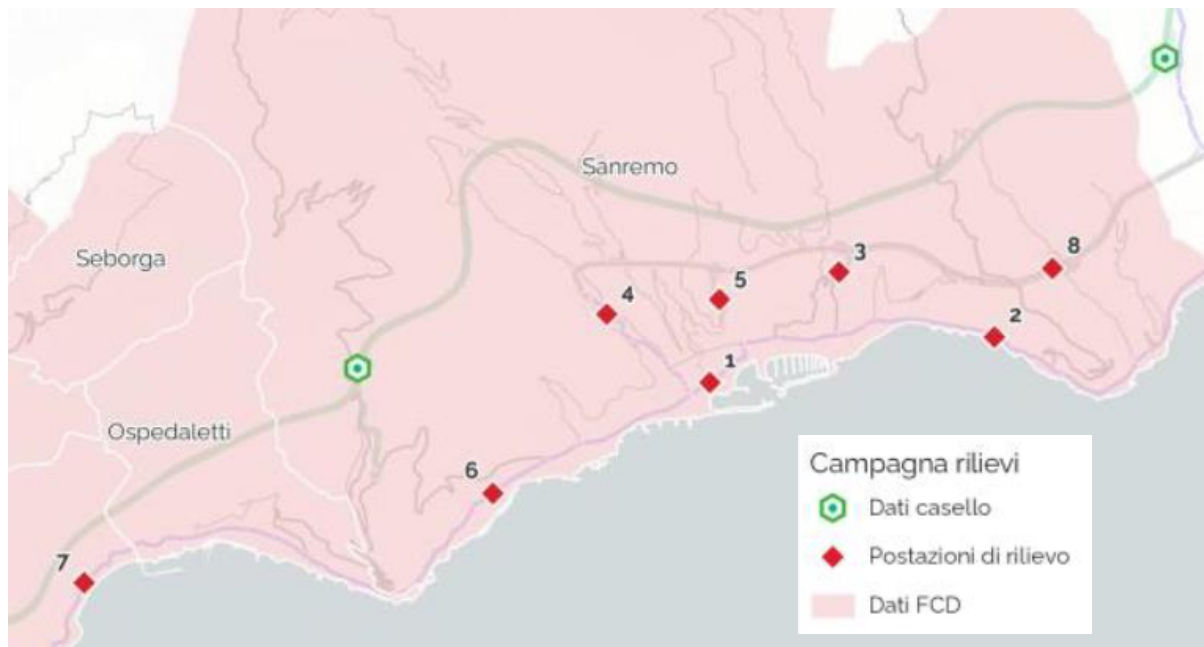 Sanremo
Seborga
3
8
5
4
2
1
Ospedaletti
6
7
Campagna rilievi
Dati casello
Postazioni di rilievo
Dati FCD